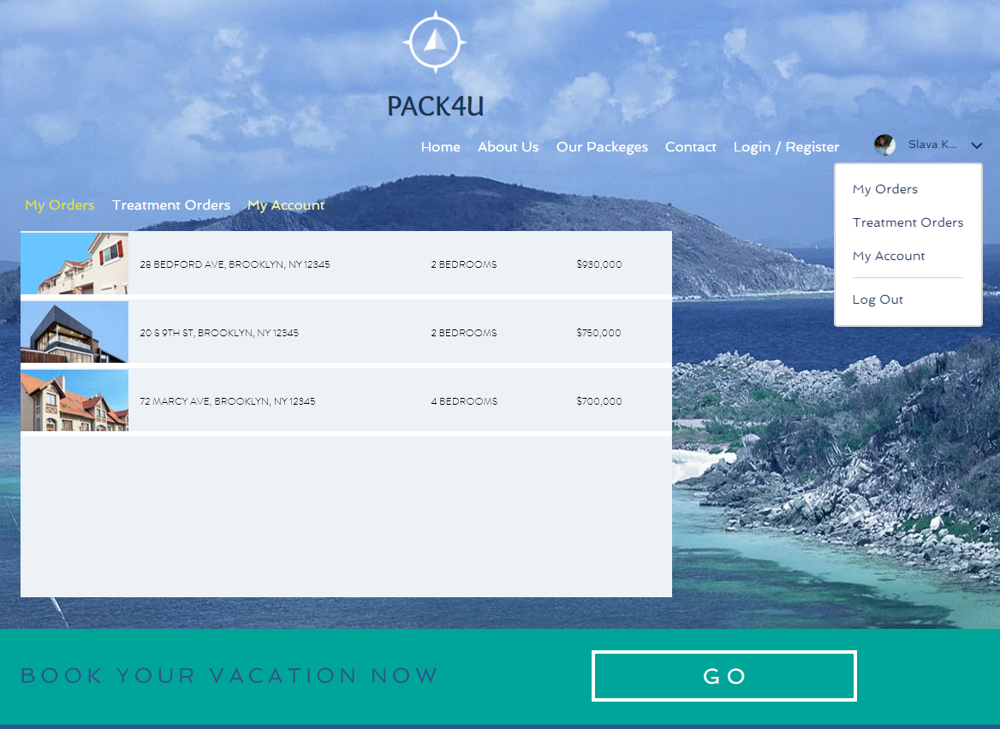 PACK4U
Home About Us Our Packeges Contact Login / Register Slava K...
My Orders
Treatment Orders
My Account
Log Out
My Orders Treatment Orders My Account
28 BEDFORD AVE, BROOKLYN, NY 12345 2 BEDROOMS $930,000
20 S 9TH ST, BROOKLYN, NY 12345 2 BEDROOMS $750,000
72 MARCY AVE, BROOKLYN, NY 12345 4 BEDROOMS $700,000
BOOK YOUR VACATION NOW GO